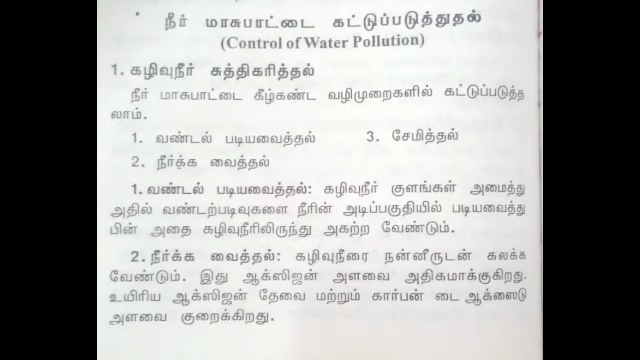 நீர் மாசுபாட்டை கட்டுப்படுத்துதல்
(Control of Water Pollution)
1. கழிவுநீர் சுத்திகரித்தல்
நீர் மாசுபாட்டை கீழ்கண்ட வழிமுறைகளில் கட்டுப்படுத்த
லாம்.
1. வண்டல் படியவைத்தல் 3. சேமித்தல்
2. நீர்க்க வைத்தல்
1. வண்டல் படியவைத்தல்: கழிவுநீர் குளங்கள் அமைத்து
அதில் வண்டற்படிவுகளை நீரின் அடிப்பகுதியில் படியவைத்து
பின் அதை கழிவுநீரிலிருந்து அகற்ற வேண்டும்.
2. நீர்க்க வைத்தல்: கழிவுநீரை நன்னீருடன் கலக்க
வேண்டும். இது ஆக்ஸிஜன் அளவை அதிகமாக்குகிறது.
உயிரிய ஆக்ஸிஜன் தேவை மற்றும் கார்பன் டை ஆக்ஸைடு
அளவை குறைக்கிறது.